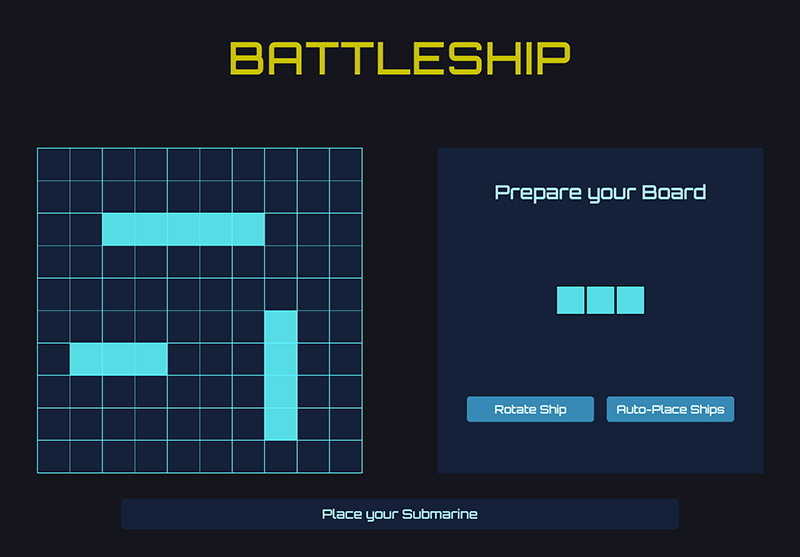 BATTLESHIP
Prepare your Board
Rotate Ship
Auto-Place Ships
Place your Submarine